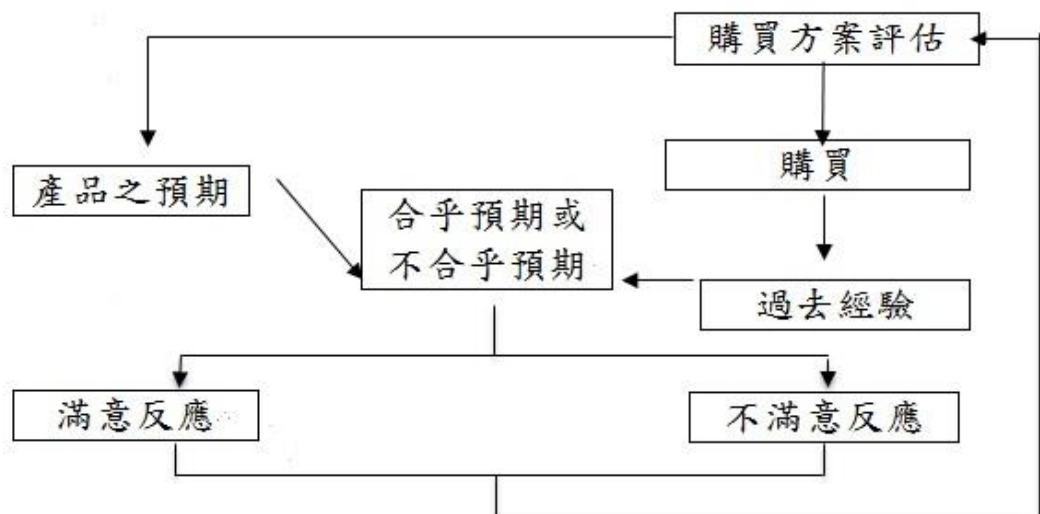 購買方案評估
購買
產品之預期
合乎預期或
不合乎預期
過去經驗
滿意反應
不滿意反應